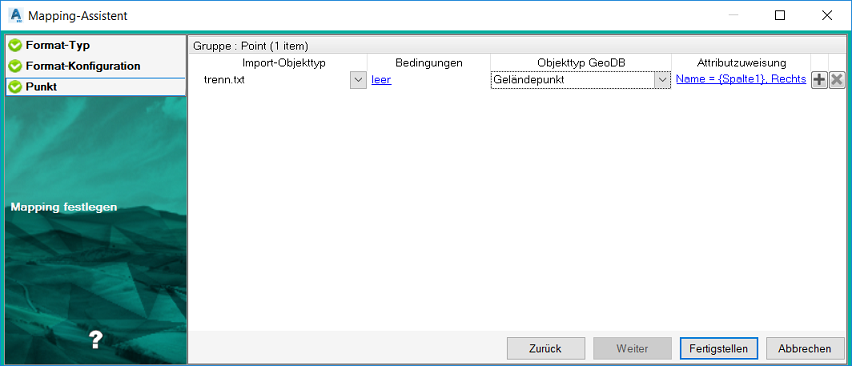 Mapping-Assistent
Format-Typ
Format-Konfiguration
Punkt
Mapping festlegen
?
Gruppe : Point (1 item)
Import-Objekttyp Bedingungen Objekttyp GeoDB Attributzuweisung
trenn.txt leer Geländepunkt Name = {Spalte1}, Rechts
Zurück Weiter Fertigstellen Abbrechen